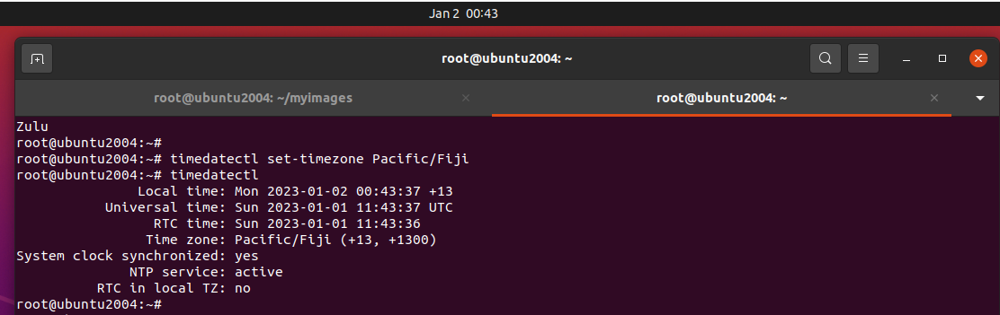 Jan 2  00:43
root@ubuntu2004: ~
root@ubuntu2004: ~/myimages
root@ubuntu2004: ~
Zulu
root@ubuntu2004:~#
root@ubuntu2004:~# timedatectl set-timezone Pacific/Fiji
root@ubuntu2004:~# timedatectl
               Local time: Mon 2023-01-02 00:43:37 +13
           Universal time: Sun 2023-01-01 11:43:37 UTC
                 RTC time: Sun 2023-01-01 11:43:36
                Time zone: Pacific/Fiji (+13, +1300)
System clock synchronized: yes
              NTP service: active
          RTC in local TZ: no
root@ubuntu2004:~#